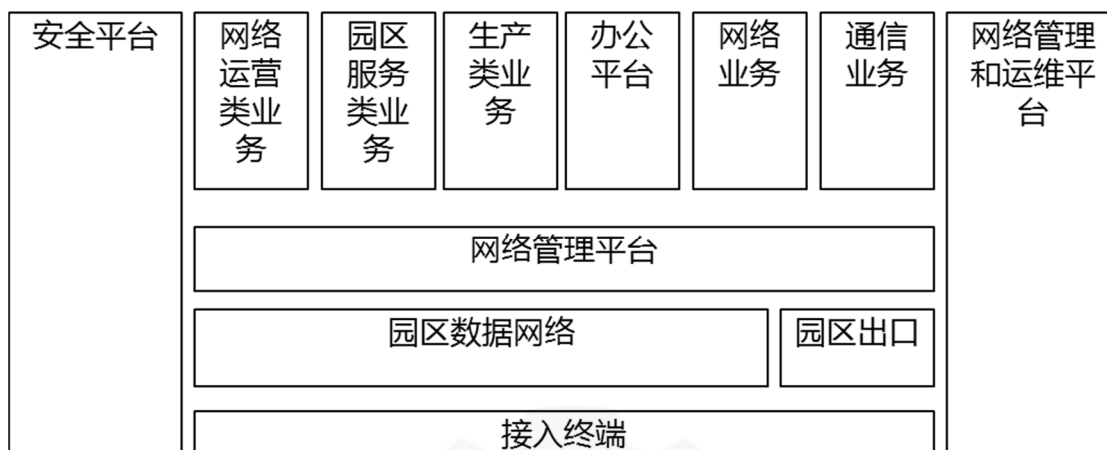 安全平台
网络
运营
类业
务
园区
服务
类业
务
生产
类业
务
办公
平台
网络
业务
通信
业务
网络管理
和运维平
台
网络管理平台
园区数据网络
园区出口
接入终端